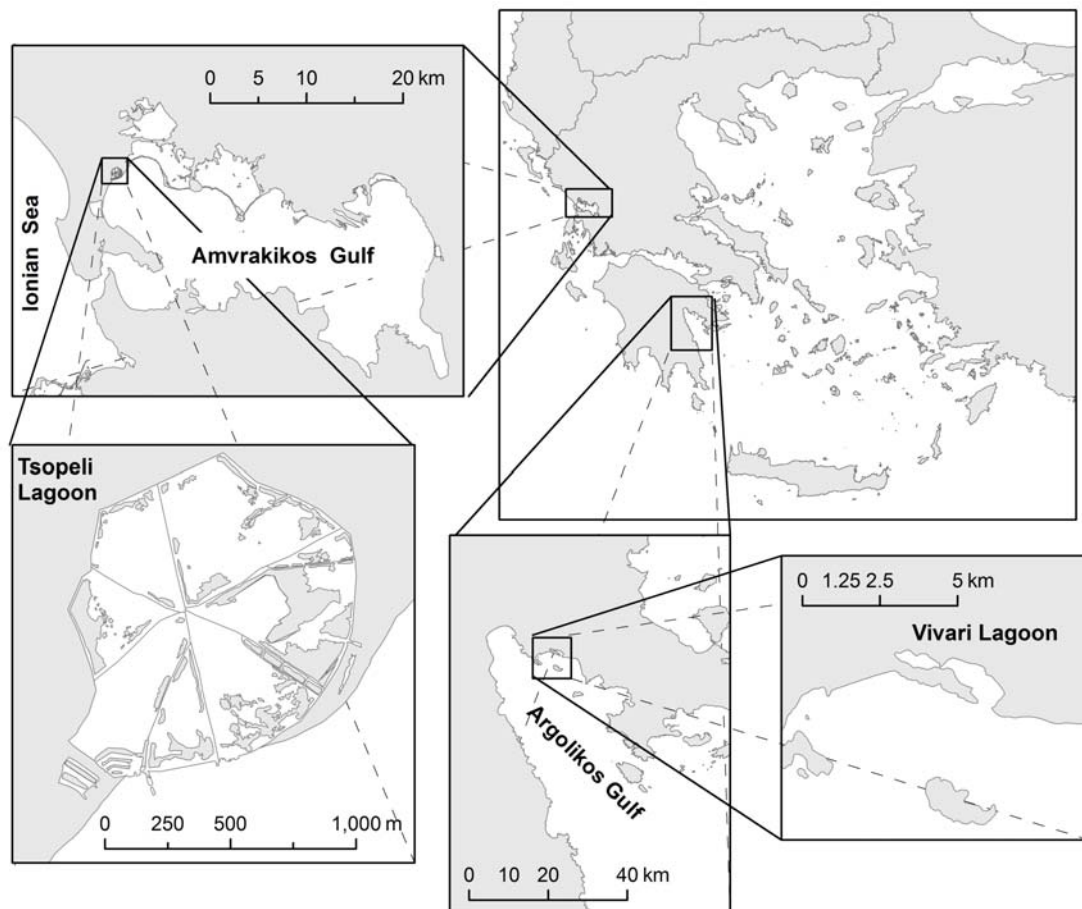 0 5 10 20 km
Ionian Sea
Amvrakikos Gulf
Tsopeli
Lagoon
0 250 500 1,000 m
Argolikos Gulf
0 10 20 40 km
0 1.25 2.5 5 km
Vivari Lagoon